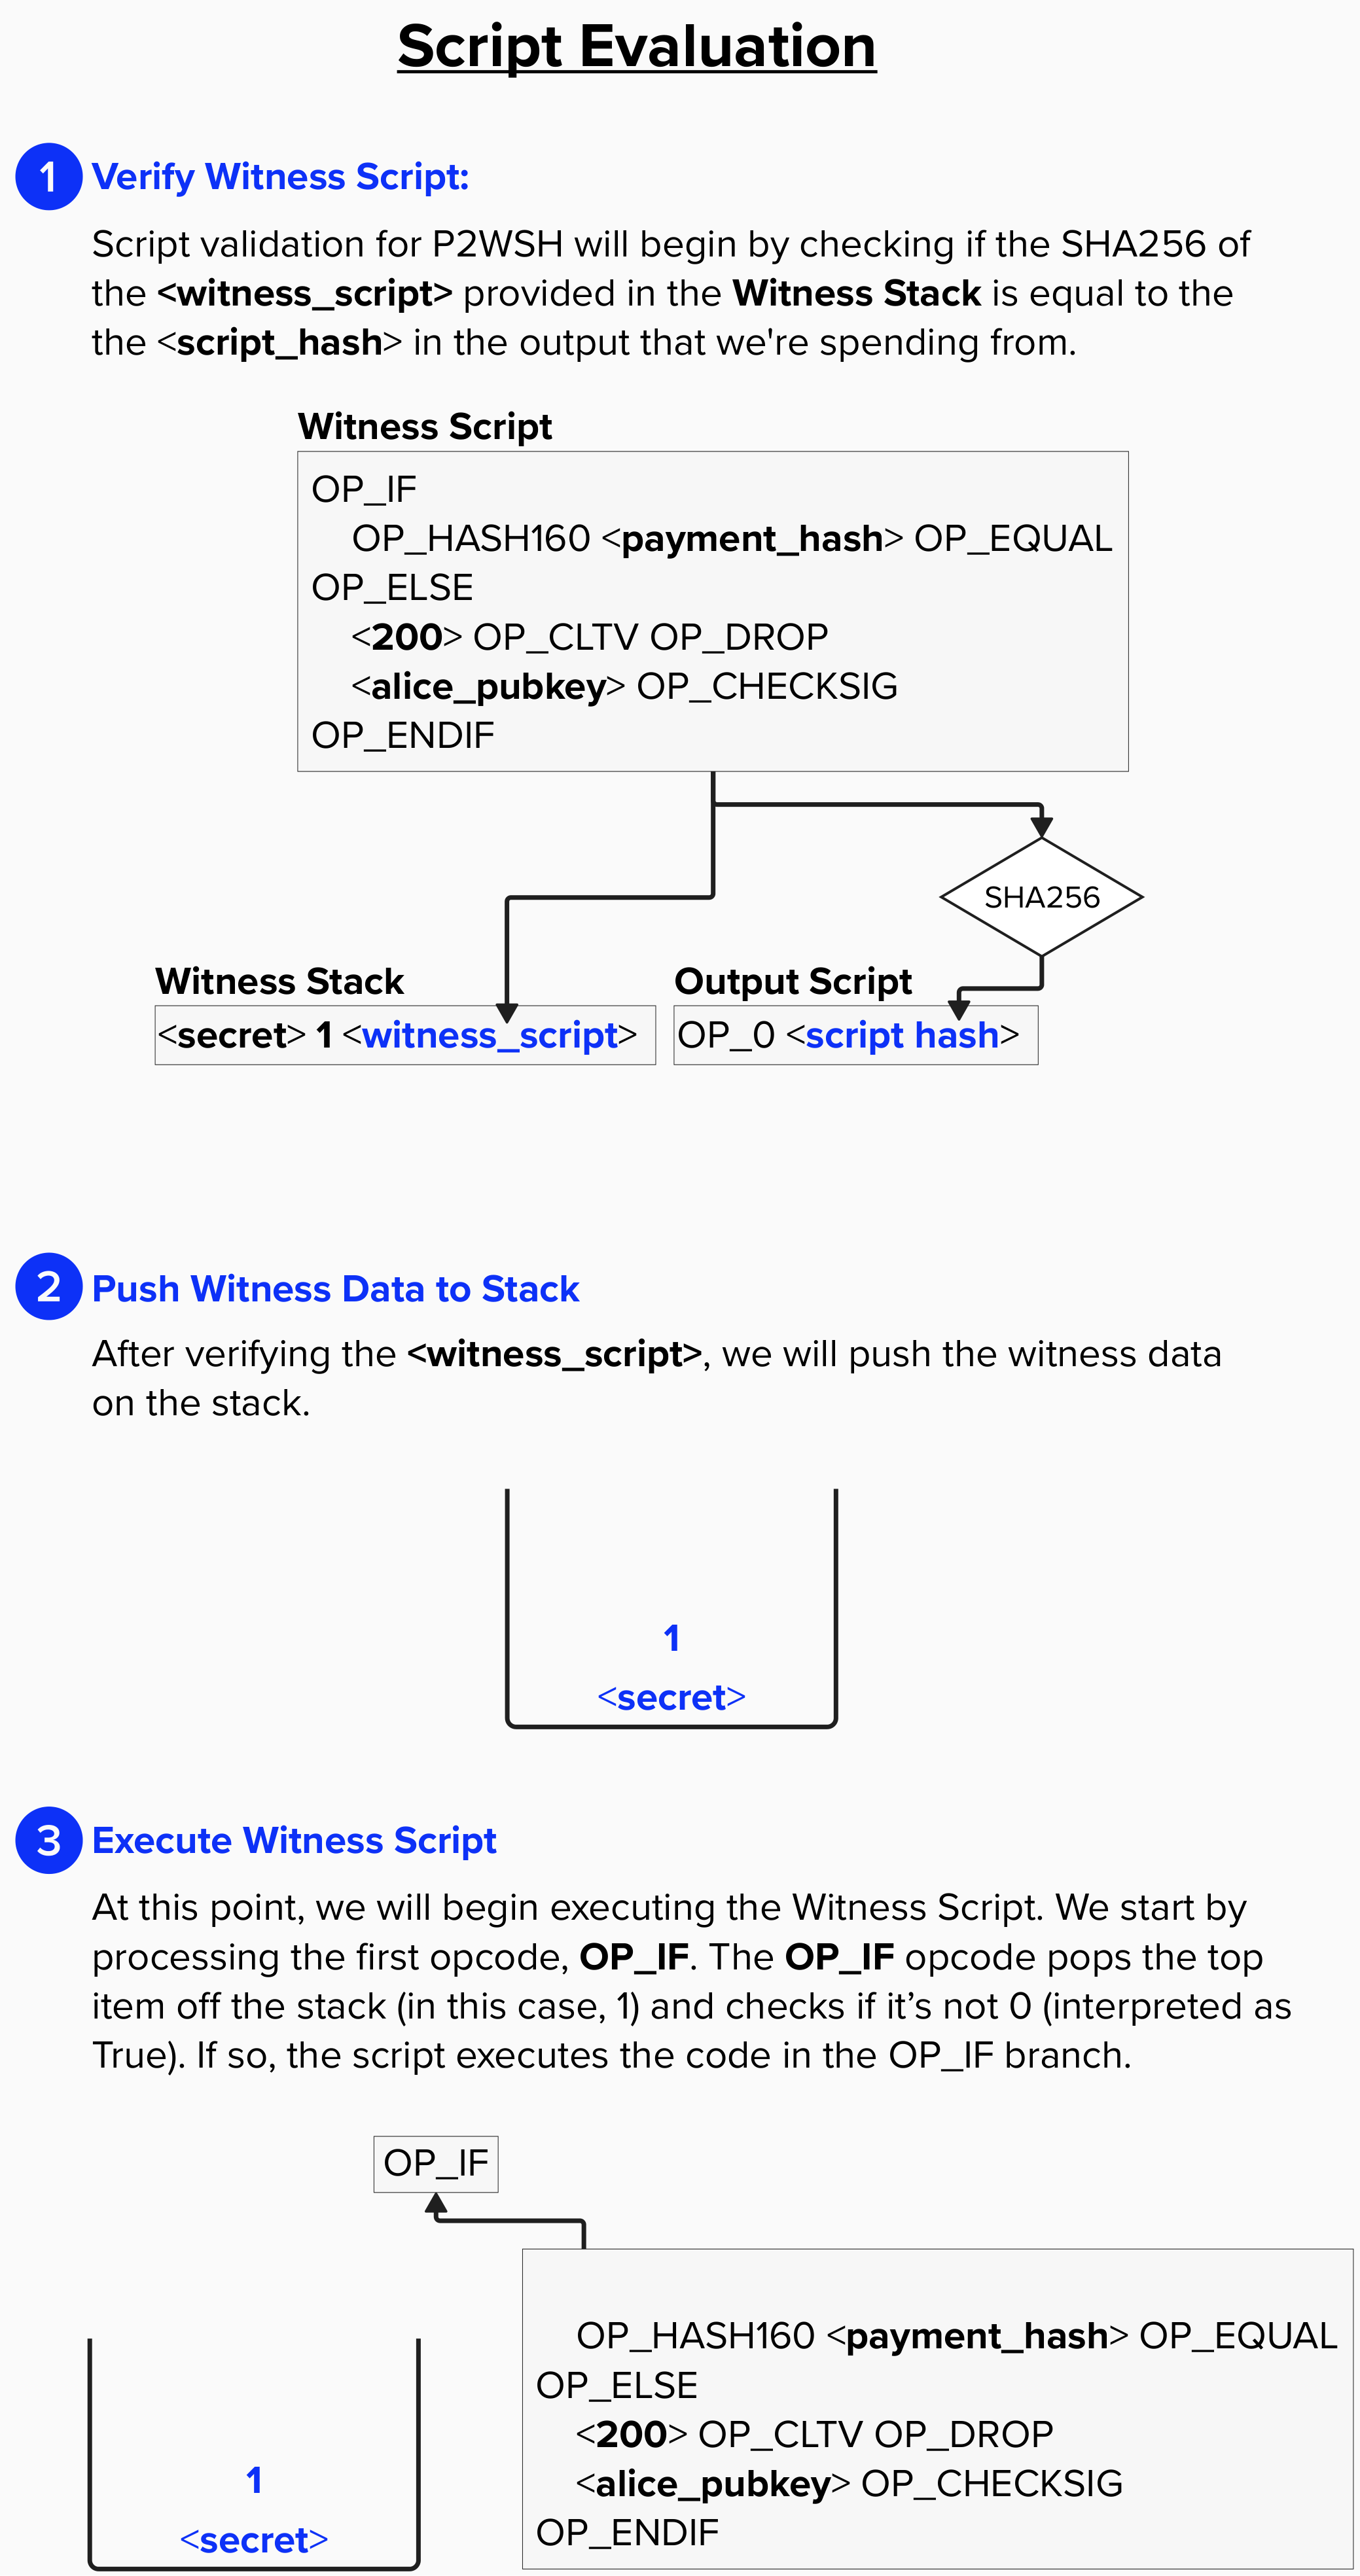 Script Evaluation
1 Verify Witness Script:
Script validation for P2WSH will begin by checking if the SHA256 of
the <witness_script> provided in the Witness Stack is equal to the
the <script_hash> in the output that we're spending from.
Witness Script
OP_IF
OP_HASH160 <payment_hash> OP_EQUAL
OP_ELSE
<200> OP_CLTV OP_DROP
<alice_pubkey> OP_CHECKSIG
OP_ENDIF
SHA256
Witness Stack
<secret> 1 <witness_script>
Output Script
OP_0 <script hash>
2 Push Witness Data to Stack
After verifying the <witness_script>, we will push the witness data
on the stack.
1
<secret>
3 Execute Witness Script
At this point, we will begin executing the Witness Script. We start by
processing the first opcode, OP_IF. The OP_IF opcode pops the top
item off the stack (in this case, 1) and checks if it’s not 0 (interpreted as
True). If so, the script executes the code in the OP_IF branch.
OP_IF
1
<secret>
OP_HASH160 <payment_hash> OP_EQUAL
OP_ELSE
<200> OP_CLTV OP_DROP
<alice_pubkey> OP_CHECKSIG
OP_ENDIF